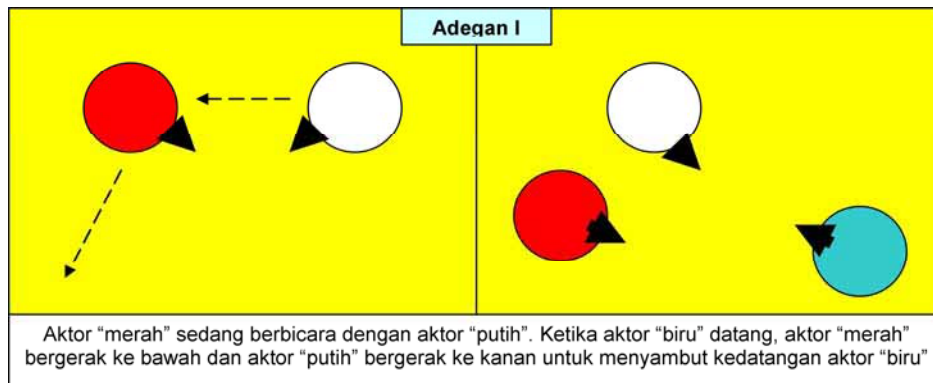 Adegan I
Aktor “merah” sedang berbicara dengan aktor “putih”. Ketika aktor “biru” datang, aktor “merah”
bergerak ke bawah dan aktor “putih” bergerak ke kanan untuk menyambut kedatangan aktor “biru”